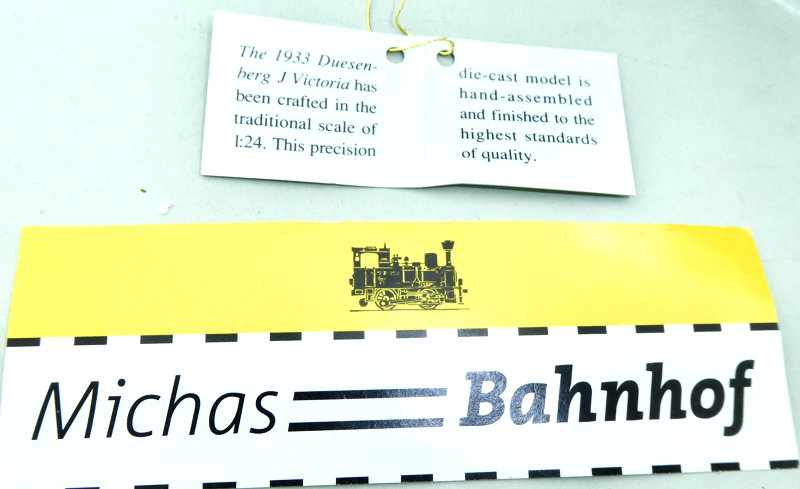 The 1933 Duesen-
berg J Victoria has
been crafted in the
traditional scale of
1:24. This precision
die-cast model is
hand-assembled
and finished to the
highest standards
of quality.
Michas Bahnhof